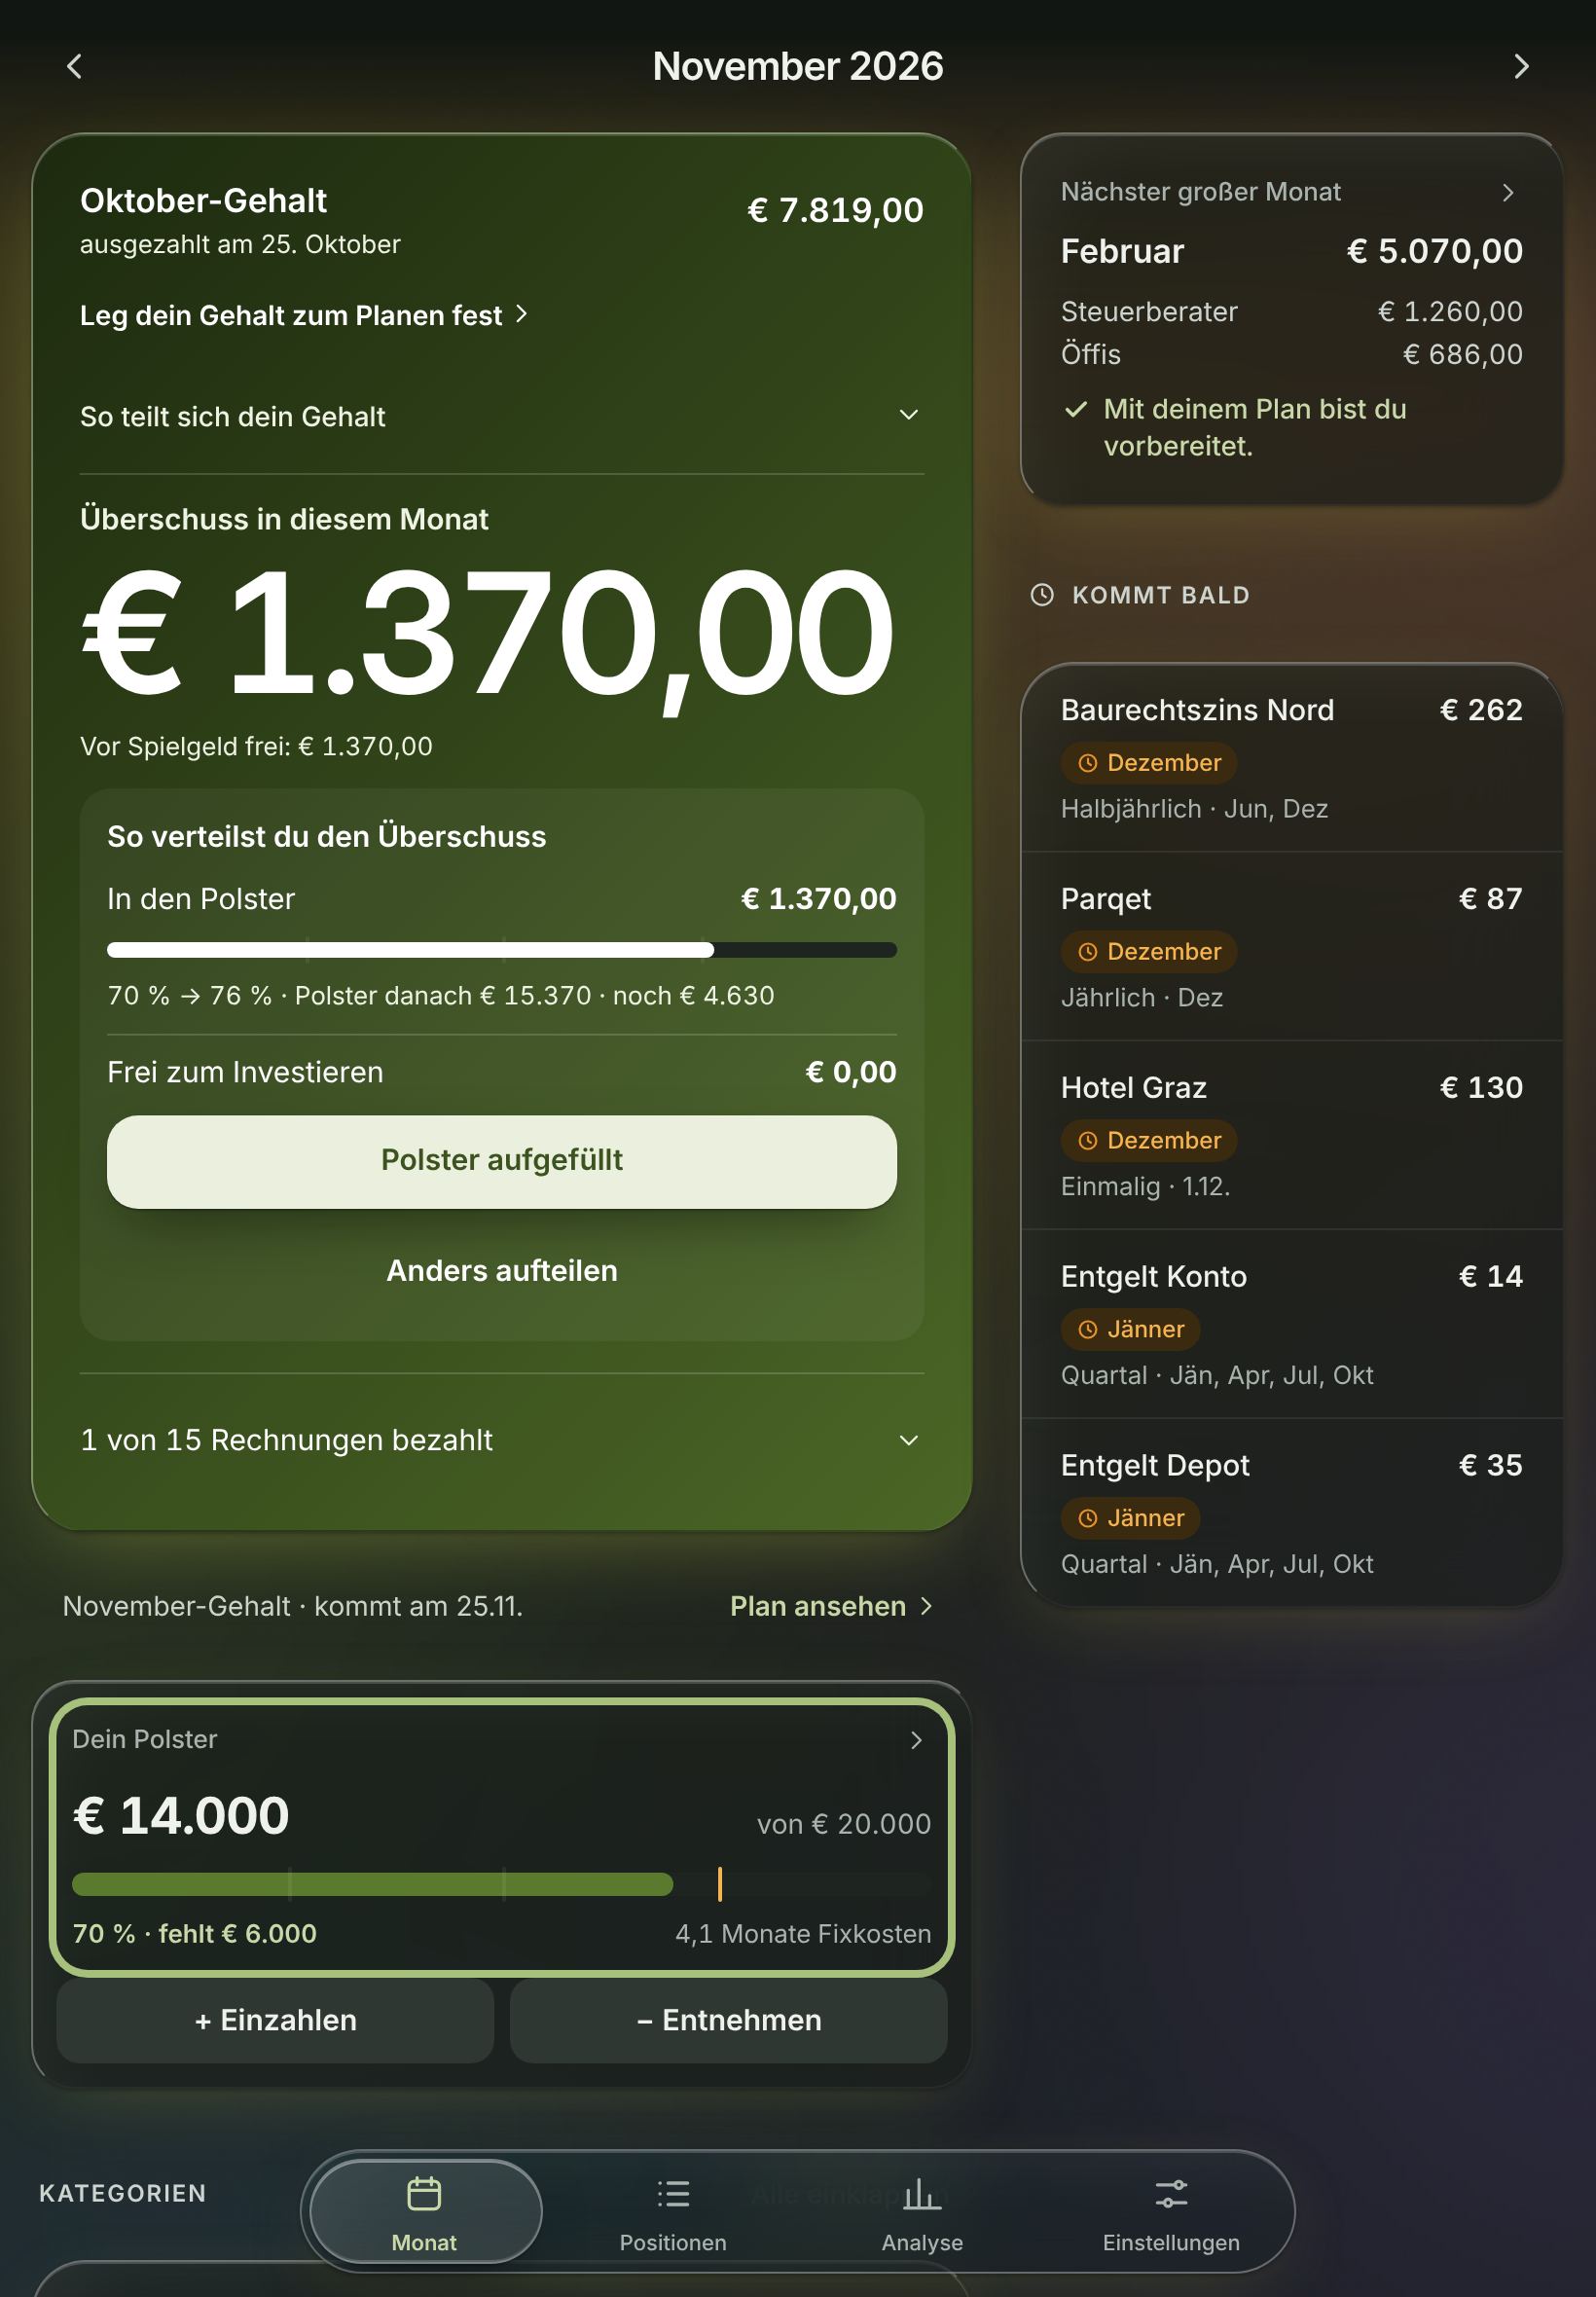 November 2026
Oktober-Gehalt
€ 7.819,00
ausgezahlt am 25. Oktober
Leg dein Gehalt zum Planen fest
So teilt sich dein Gehalt
Überschuss in diesem Monat
€ 1.370,00
Vor Spielgeld frei: € 1.370,00
So verteilst du den Überschuss
In den Polster € 1.370,00
70 % → 76 % · Polster danach € 15.370 · noch € 4.630
Frei zum Investieren € 0,00
Polster aufgefüllt
Anders aufteilen
1 von 15 Rechnungen bezahlt
November-Gehalt · kommt am 25.11. Plan ansehen
Dein Polster
€ 14.000 von € 20.000
70 % · fehlt € 6.000 4,1 Monate Fixkosten
+ Einzahlen – Entnehmen
Nächster großer Monat
Februar € 5.070,00
Steuerberater € 1.260,00
Öffis € 686,00
Mit deinem Plan bist du
vorbereitet.
KOMMT BALD
Baurechtszins Nord € 262
Dezember
Halbjährlich · Jun, Dez
Parqet € 87
Dezember
Jährlich · Dez
Hotel Graz € 130
Dezember
Einmalig · 1.12.
Entgelt Konto € 14
Jänner
Quartal · Jän, Apr, Jul, Okt
Entgelt Depot € 35
Jänner
Quartal · Jän, Apr, Jul, Okt
KATEGORIEN
Alle
Monat Positionen Analyse Einstellungen